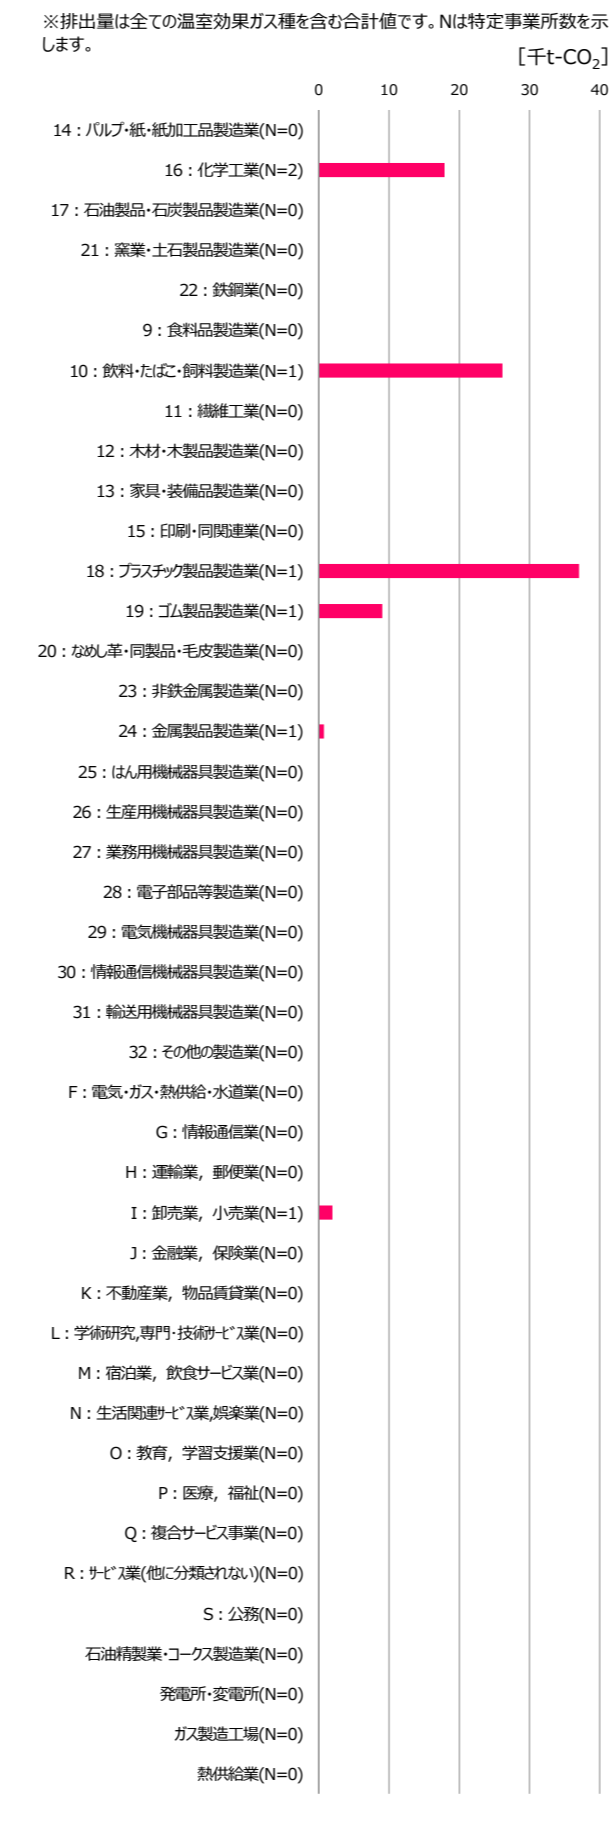 ※排出量は全ての温室効果ガス種を含む合計値です。Nは特定事業所数を示
します。
[千t-CO₂]
0 10 20 30 40
14：パルプ・紙・紙加工品製造業(N=0)
16：化学工業(N=2)
17：石油製品・石炭製品製造業(N=0)
21：窯業・土石製品製造業(N=0)
22：鉄鋼業(N=0)
9：食料品製造業(N=0)
10：飲料・たばこ・飼料製造業(N=1)
11：繊維工業(N=0)
12：木材・木製品製造業(N=0)
13：家具・装備品製造業(N=0)
15：印刷・同関連業(N=0)
18：プラスチック製品製造業(N=1)
19：ゴム製品製造業(N=1)
20：なめし革・同製品・毛皮製造業(N=0)
23：非鉄金属製造業(N=0)
24：金属製品製造業(N=1)
25：はん用機械器具製造業(N=0)
26：生産用機械器具製造業(N=0)
27：業務用機械器具製造業(N=0)
28：電子部品等製造業(N=0)
29：電気機械器具製造業(N=0)
30：情報通信機械器具製造業(N=0)
31：輸送用機械器具製造業(N=0)
32：その他の製造業(N=0)
F：電気・ガス・熱供給・水道業(N=0)
G：情報通信業(N=0)
H：運輸業，郵便業(N=0)
I：卸売業，小売業(N=1)
J：金融業，保険業(N=0)
K：不動産業，物品賃貸業(N=0)
L：学術研究,専門・技術ｻｰﾋﾞｽ業(N=0)
M：宿泊業，飲食サービス業(N=0)
N：生活関連ｻｰﾋﾞｽ業,娯楽業(N=0)
O：教育，学習支援業(N=0)
P：医療，福祉(N=0)
Q：複合サービス事業(N=0)
R：ｻｰﾋﾞｽ業(他に分類されない)(N=0)
S：公務(N=0)
石油精製業・コークス製造業(N=0)
発電所・変電所(N=0)
ガス製造工場(N=0)
熱供給業(N=0)